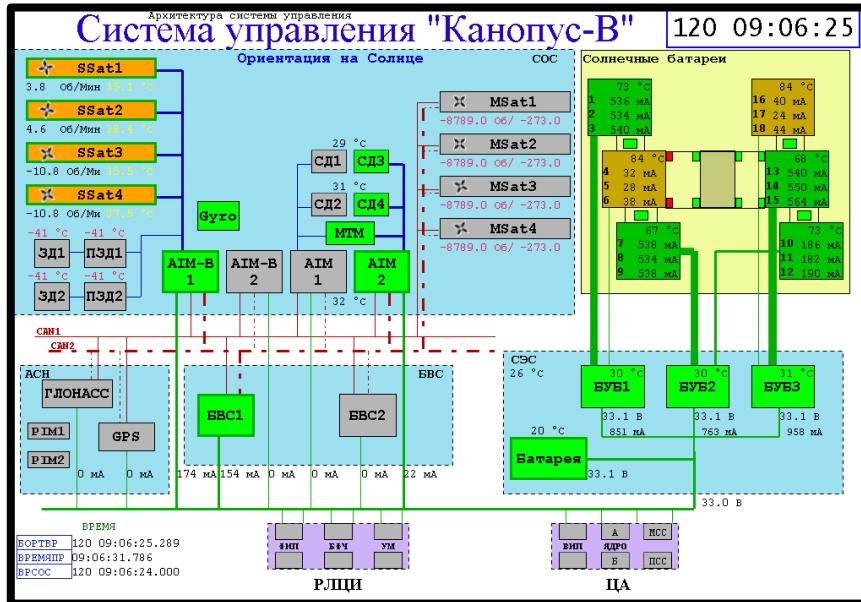 Архитектура системы управления
Система управления "Канопус-В"
120 09:06:25
Ориентация на Солнце
СОС
SSat1
3.8 Об/Мин
SSat2
4.6 Об/Мин
SSat3
-10.8 Об/Ми
SSat4
-10.8 Об/Ми
Gyro
-41 °C -41 °C
ЗД1 ПЗД1
-41 °C -41 °C
ЗД2 ПЗД2
AIM-B 1
AIM-B 2
AIM 1
AIM 2
32 °C
29 °C
СД1 СД3
31 °C
СД2 СД4
МТМ
MSat1
-8789.0 Об/ -273.0
MSat2
-8789.0 Об/ -273.0
MSat3
-8789.0 Об/ -273.0
MSat4
-8789.0 Об/ -273.0
Солнечные батареи
73 °C
1 536 мА
2 534 мА
3 540 мА
84 °C
16 40 мА
17 24 мА
18 44 мА
84 °C
4 32 мА
5 28 мА
6 38 мА
68 °C
13 540 мА
14 550 мА
15 564 мА
67 °C
7 538 мА
8 534 мА
9 538 мА
73 °C
10 186 мА
11 182 мА
12 190 мА
CAN1
CAN2
АСН
ГЛОНАСС
PIM1
PIM2
GPS
0 мА 0 мА
БВС
БВС1
БВС2
174 мА 154 мА 0 мА 0 мА 0 мА 22 мА
СЭС
26 °C
30 °C
БУБ1
30 °C
БУБ2
31 °C
БУБ3
33.1 В 33.1 В 33.1 В
851 мА 763 мА 958 мА
20 °C
Батарея
33.1 В
33.0 В
ВРЕМЯ
БОРТВР 120 09:06:25.289
ВРЕМЯПР 09:06:31.786
ВРСОС 120 09:06:24.000
ФИП БФЧ УМ
РЛЦИ
ВИП ЯДРО
А
Б
МСС
ПСС
ЦА